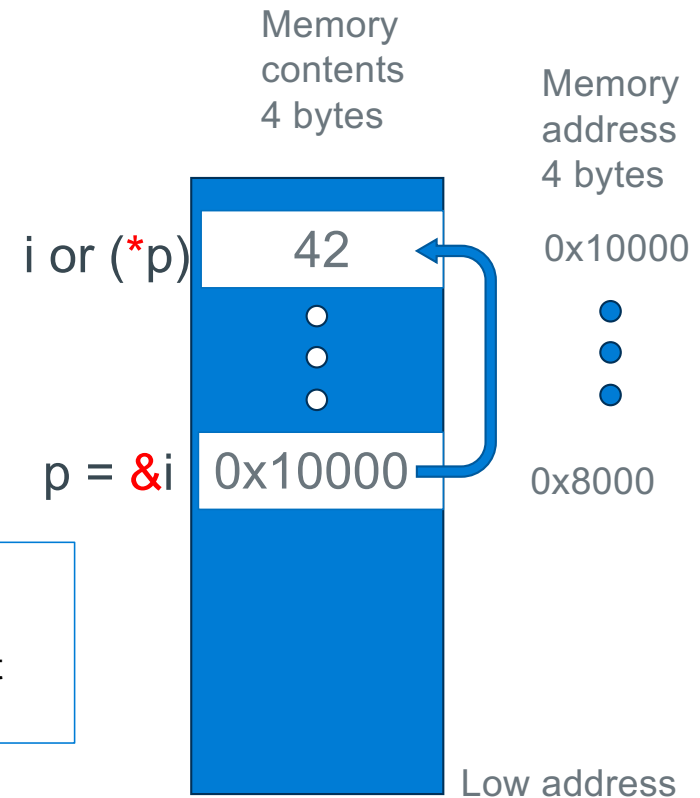 Memory
contents
4 bytes
Memory
address
4 bytes
i or (*p)
42
0x10000
p = &i
0x10000
0x8000
Low address